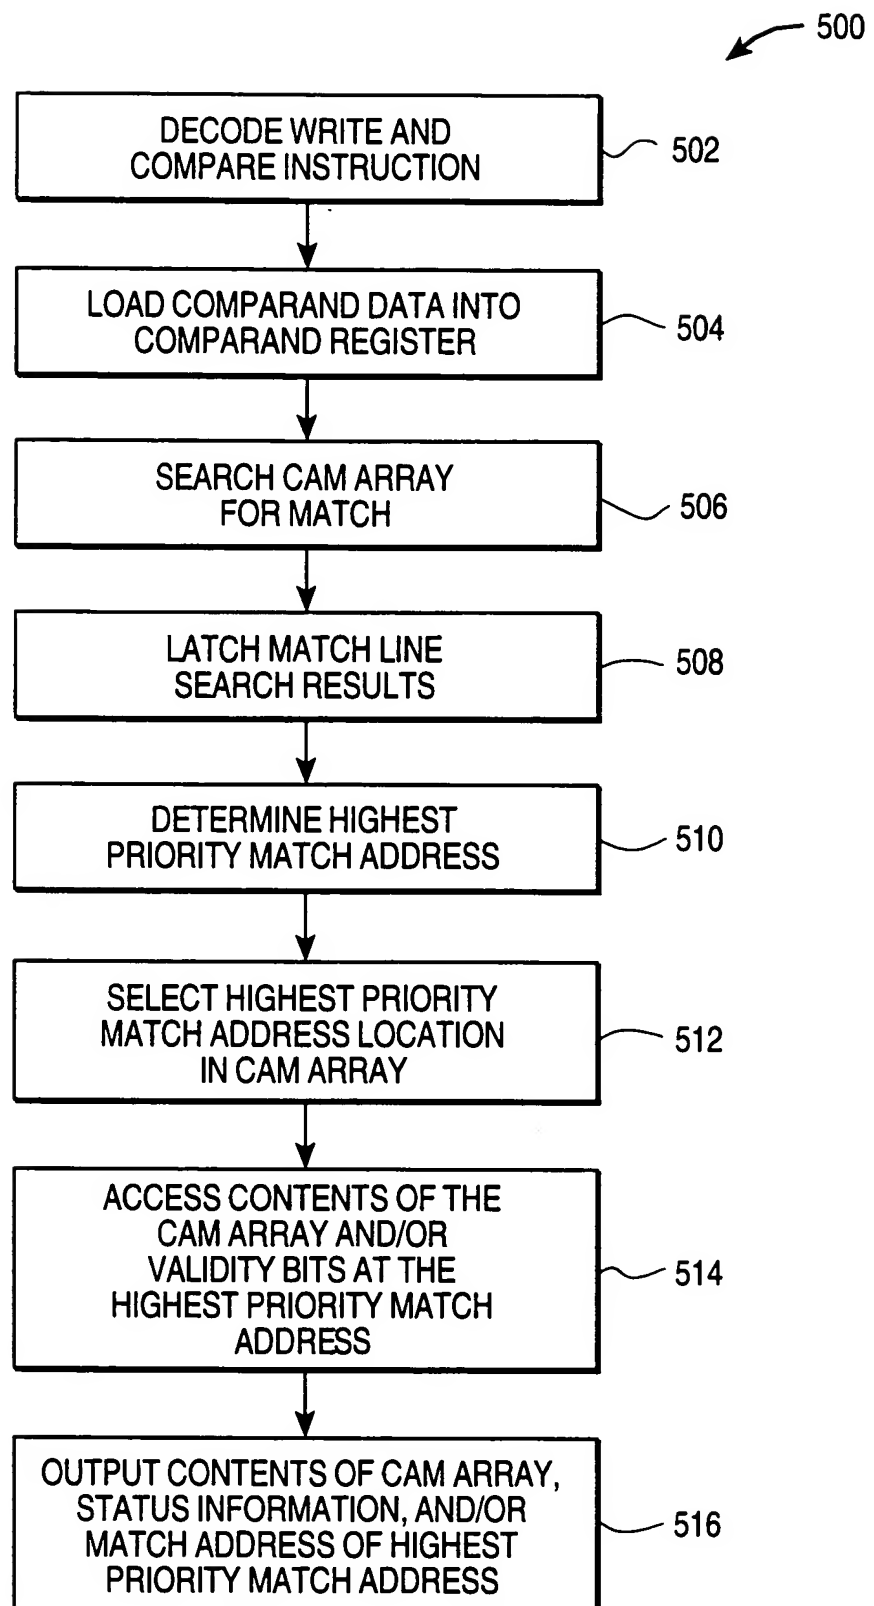 500
DECODE WRITE AND
COMPARE INSTRUCTION
502
LOAD COMPARAND DATA INTO
COMPARAND REGISTER
504
SEARCH CAM ARRAY
FOR MATCH
506
LATCH MATCH LINE
SEARCH RESULTS
508
DETERMINE HIGHEST
PRIORITY MATCH ADDRESS
510
SELECT HIGHEST PRIORITY
MATCH ADDRESS LOCATION
IN CAM ARRAY
512
ACCESS CONTENTS OF THE
CAM ARRAY AND/OR
VALIDITY BITS AT THE
HIGHEST PRIORITY MATCH
ADDRESS
514
OUTPUT CONTENTS OF CAM ARRAY,
STATUS INFORMATION, AND/OR
MATCH ADDRESS OF HIGHEST
PRIORITY MATCH ADDRESS
516